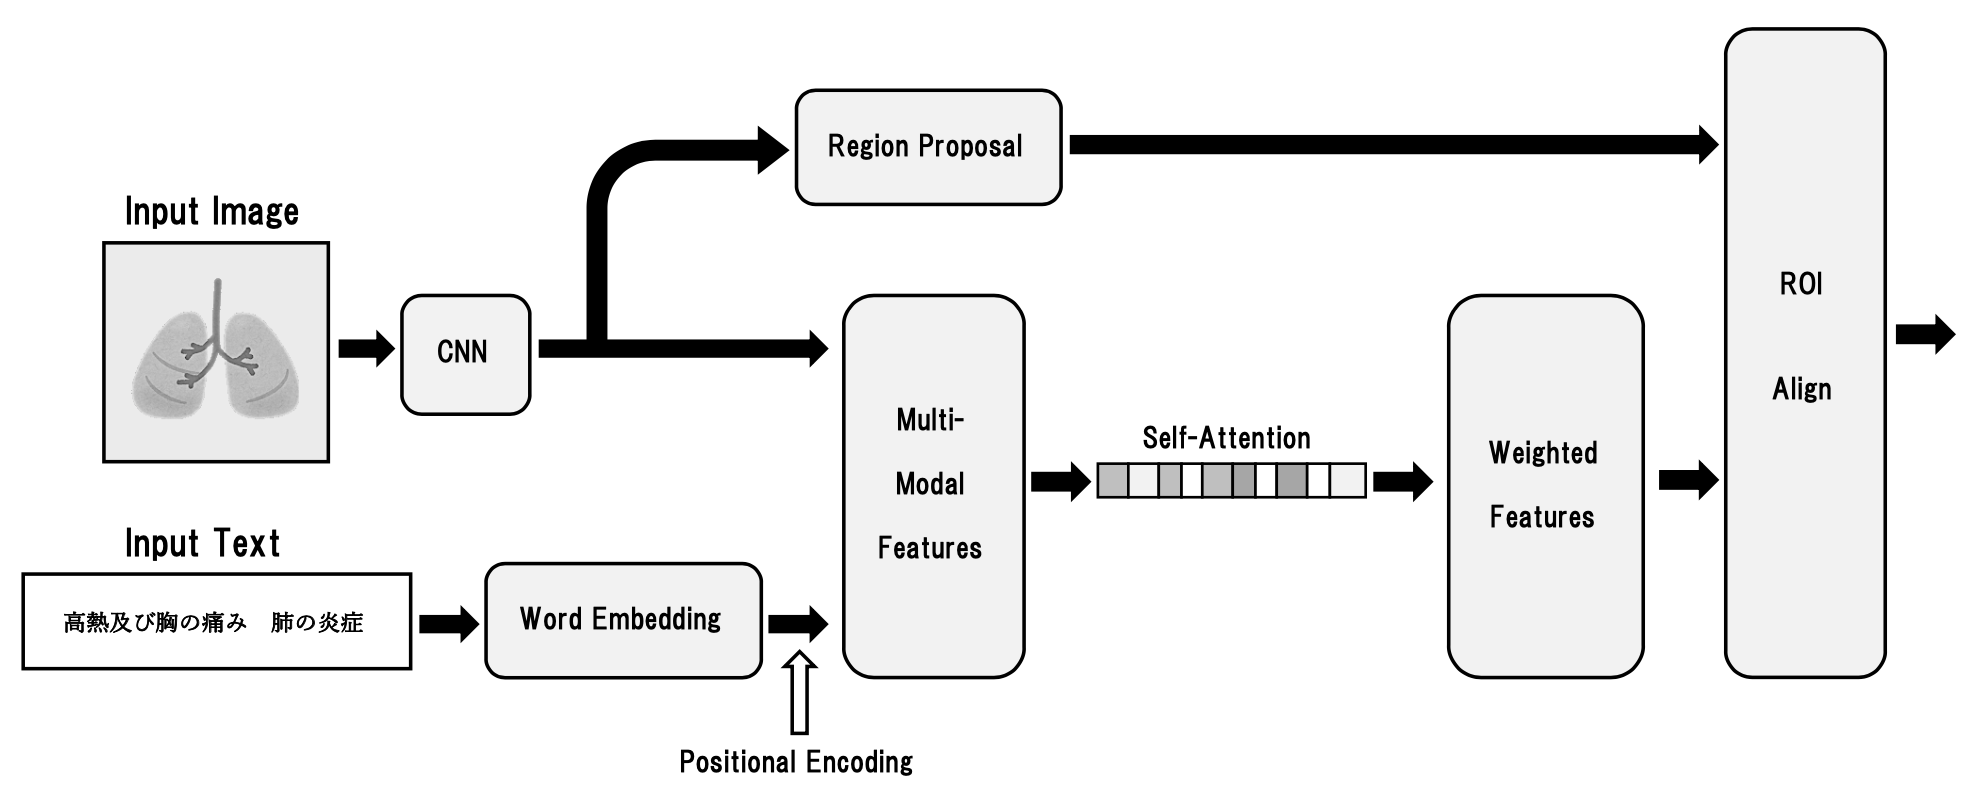 Region Proposal
Input Image
CNN
ROI
Align
Multi-
Modal
Features
Self-Attention
Weighted
Features
Input Text
高熱及び胸の痛み　肺の炎症
Word Embedding
Positional Encoding